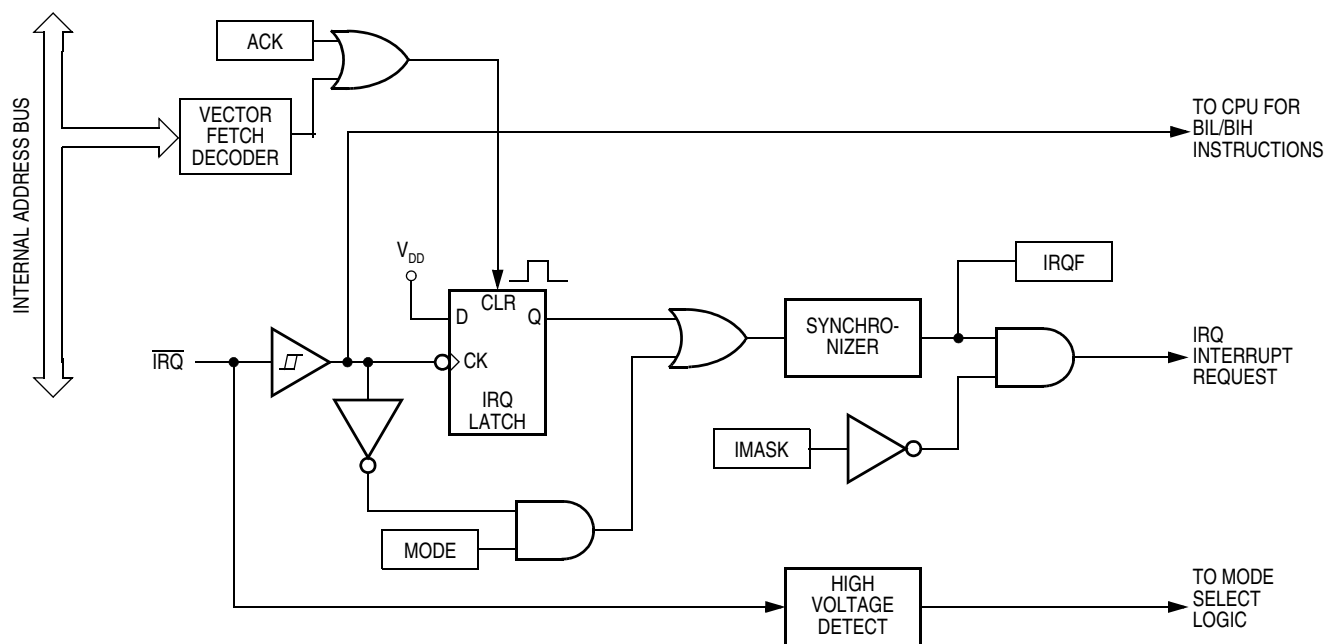 INTERNAL ADDRESS BUS
ACK
VECTOR
FETCH
DECODER
TO CPU FOR
BIL/BIH
INSTRUCTIONS
VDD
CLR
D
Q
CK
IRQ
LATCH
IRQ
SYNCHRO-
NIZER
IRQF
IRQ
INTERRUPT
REQUEST
IMASK
MODE
HIGH
VOLTAGE
DETECT
TO MODE
SELECT
LOGIC